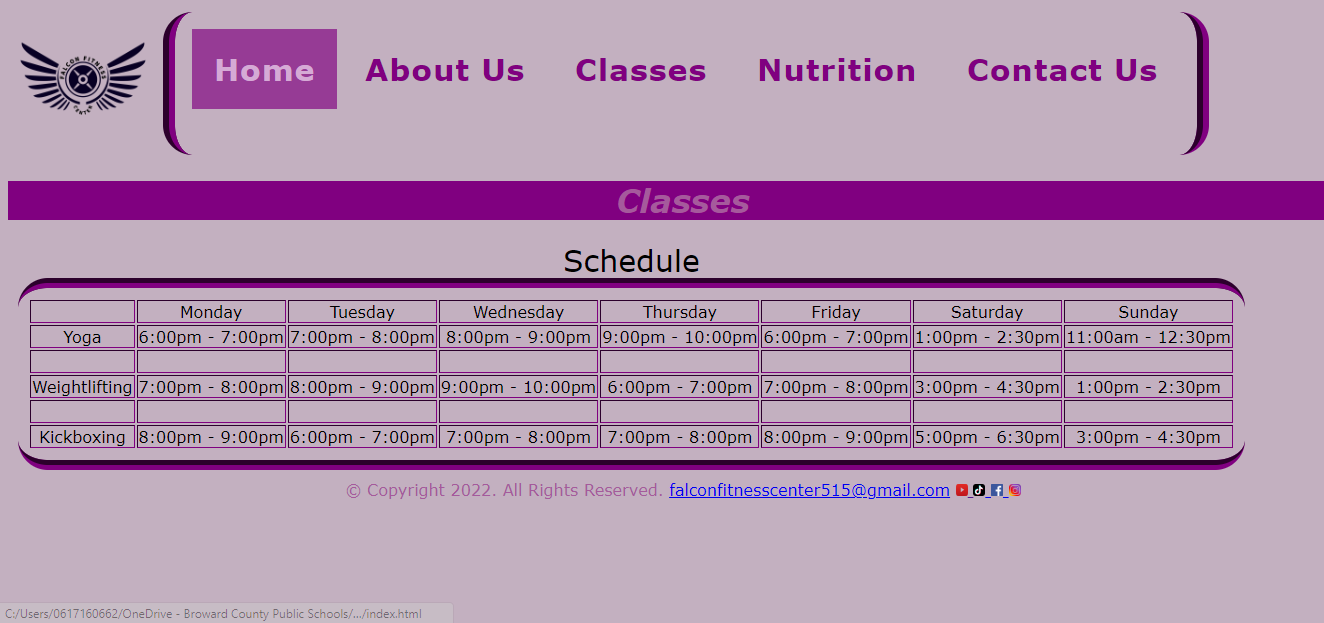 FALCON FITNESS
CENTER
Home About Us Classes Nutrition Contact Us
Classes
Schedule
Monday Tuesday Wednesday Thursday Friday Saturday Sunday
Yoga 6:00pm - 7:00pm 7:00pm - 8:00pm 8:00pm - 9:00pm 9:00pm - 10:00pm 6:00pm - 7:00pm 1:00pm - 2:30pm 11:00am - 12:30pm
Weightlifting 7:00pm - 8:00pm 8:00pm - 9:00pm 9:00pm - 10:00pm 6:00pm - 7:00pm 7:00pm - 8:00pm 3:00pm - 4:30pm 1:00pm - 2:30pm
Kickboxing 8:00pm - 9:00pm 6:00pm - 7:00pm 7:00pm - 8:00pm 7:00pm - 8:00pm 8:00pm - 9:00pm 5:00pm - 6:30pm 3:00pm - 4:30pm
© Copyright 2022. All Rights Reserved. falconfitnesscenter515@gmail.com
C:/Users/0617160662/OneDrive - Broward County Public Schools/.../index.html